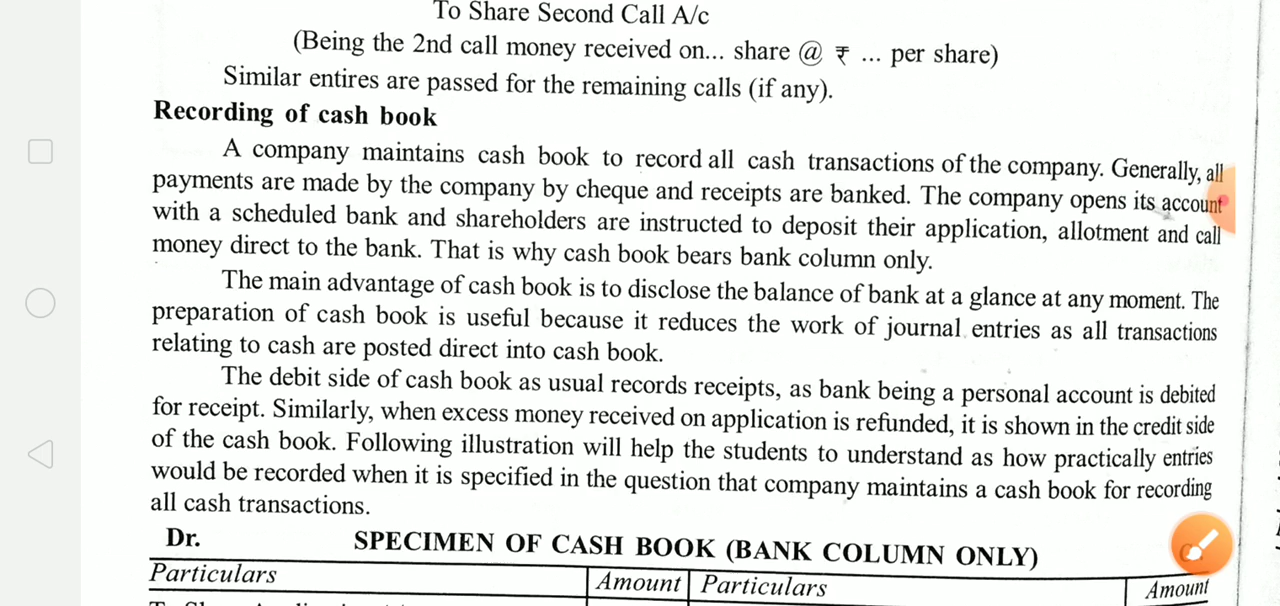 To Share Second Call A/c
(Being the 2nd call money received on... share @ ₹ ... per share)
Similar entires are passed for the remaining calls (if any).
Recording of cash book
A company maintains cash book to record all cash transactions of the company. Generally, all
payments are made by the company by cheque and receipts are banked. The company opens its account
with a scheduled bank and shareholders are instructed to deposit their application, allotment and call
money direct to the bank. That is why cash book bears bank column only.
The main advantage of cash book is to disclose the balance of bank at a glance at any moment. The
preparation of cash book is useful because it reduces the work of journal entries as all transactions
relating to cash are posted direct into cash book.
The debit side of cash book as usual records receipts, as bank being a personal account is debited
for receipt. Similarly, when excess money received on application is refunded, it is shown in the credit side
of the cash book. Following illustration will help the students to understand as how practically entries
would be recorded when it is specified in the question that company maintains a cash book for recording
all cash transactions.
Dr. SPECIMEN OF CASH BOOK (BANK COLUMN ONLY)
Particulars Amount Particulars Amount